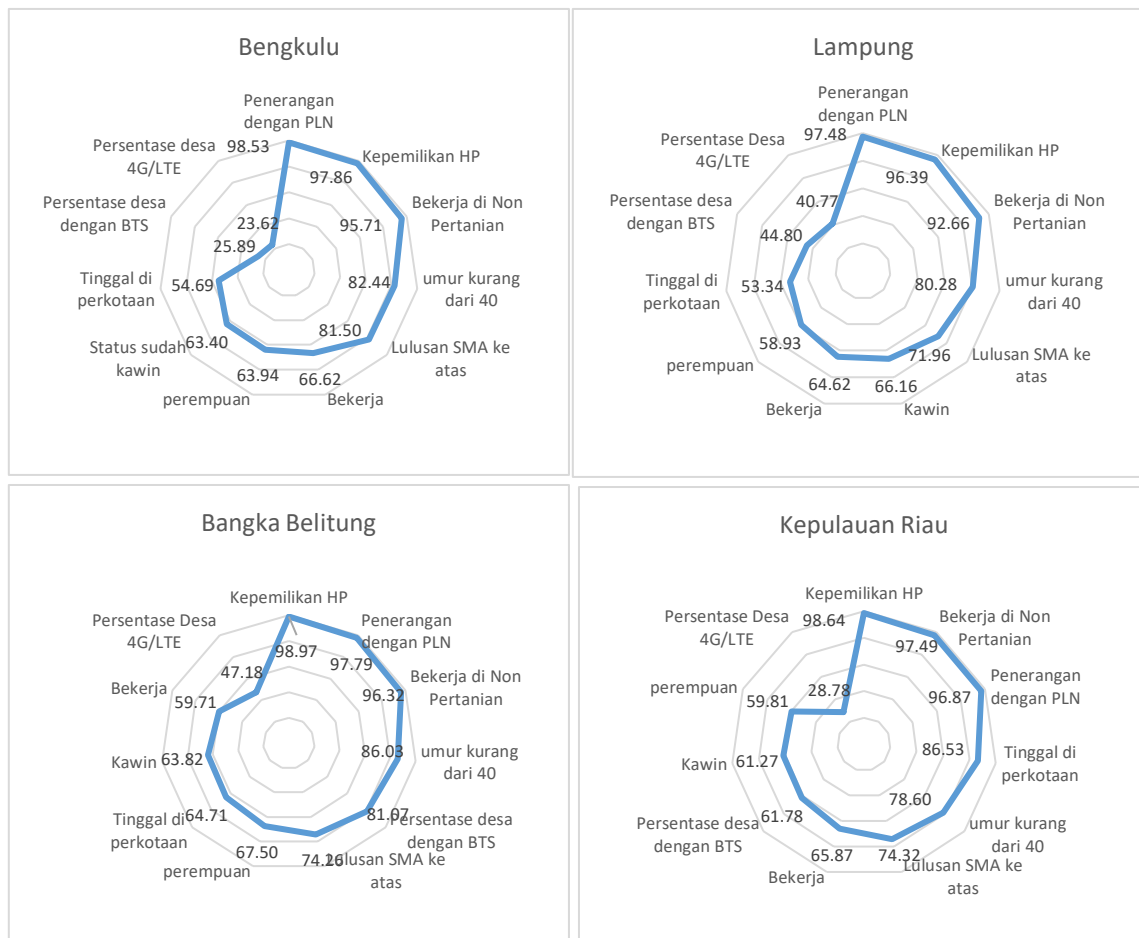 Bengkulu
Penerangan
dengan PLN
98.53
Kepemilikan HP
97.86
Bekerja di Non
Pertanian
95.71
umur kurang
dari 40
82.44
Lulusan SMA ke
atas
81.50
Bekerja
66.62
perempuan
63.94
Status sudah
kawin
63.40
Tinggal di
perkotaan
54.69
Persentase desa
dengan BTS
25.89
Persentase desa
4G/LTE
23.62
Lampung
Penerangan
dengan PLN
97.48
Kepemilikan HP
96.39
Bekerja di Non
Pertanian
92.66
umur kurang
dari 40
80.28
Lulusan SMA ke
atas
71.96
Kawin
66.16
Bekerja
64.62
perempuan
58.93
Tinggal di
perkotaan
53.34
Persentase desa
dengan BTS
44.80
Persentase Desa
4G/LTE
40.77
Bangka Belitung
Kepemilikan HP
98.97
Penerangan
dengan PLN
97.79
Bekerja di Non
Pertanian
96.32
umur kurang
dari 40
86.03
Persentase desa
dengan BTS
81.07
Lulusan SMA ke
atas
74.26
perempuan
67.50
Tinggal di
perkotaan
64.71
Kawin
63.82
Bekerja
59.71
Persentase Desa
4G/LTE
47.18
Kepulauan Riau
Kepemilikan HP
98.64
Bekerja di Non
Pertanian
97.49
Penerangan
dengan PLN
96.87
Tinggal di
perkotaan
86.53
umur kurang
dari 40
78.60
Lulusan SMA ke
atas
74.32
Bekerja
65.87
Persentase desa
dengan BTS
61.78
Kawin
61.27
perempuan
59.81
Persentase Desa
4G/LTE
28.78